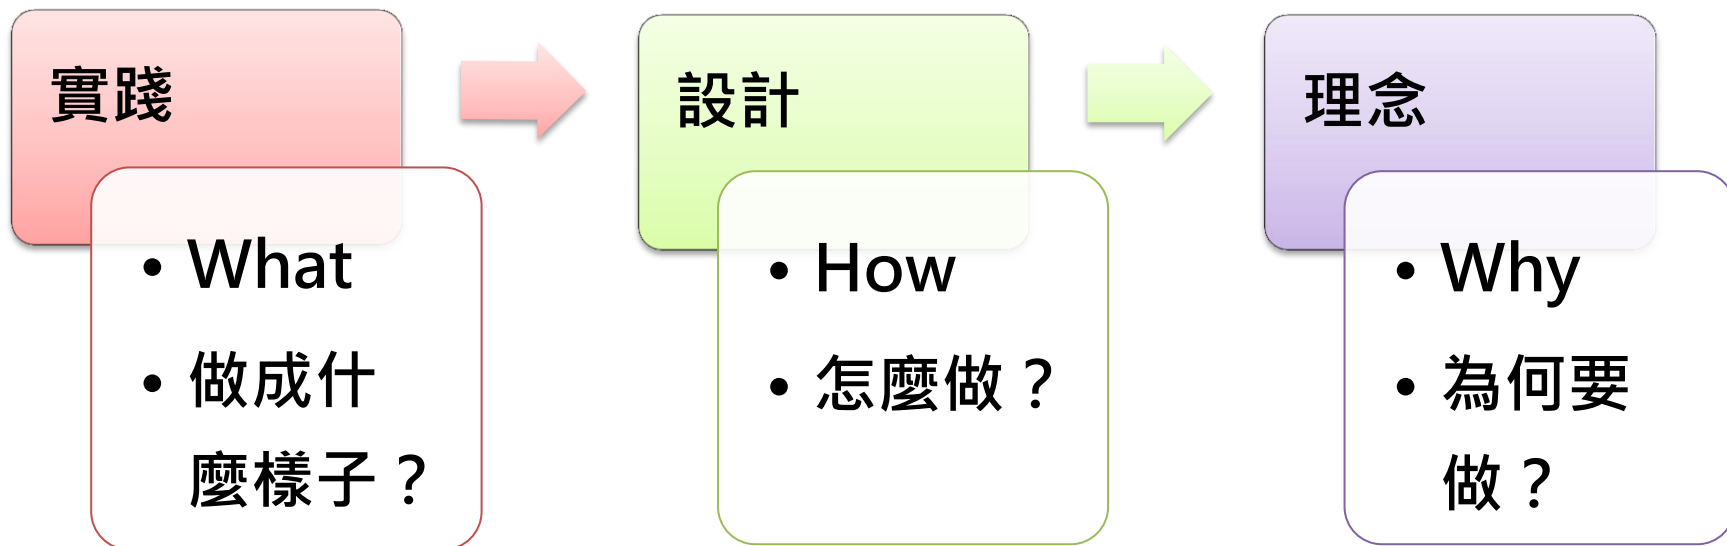 實踐
• What
• 做成什
麼樣子？
設計
• How
• 怎麼做？
理念
• Why
• 為何要
做？